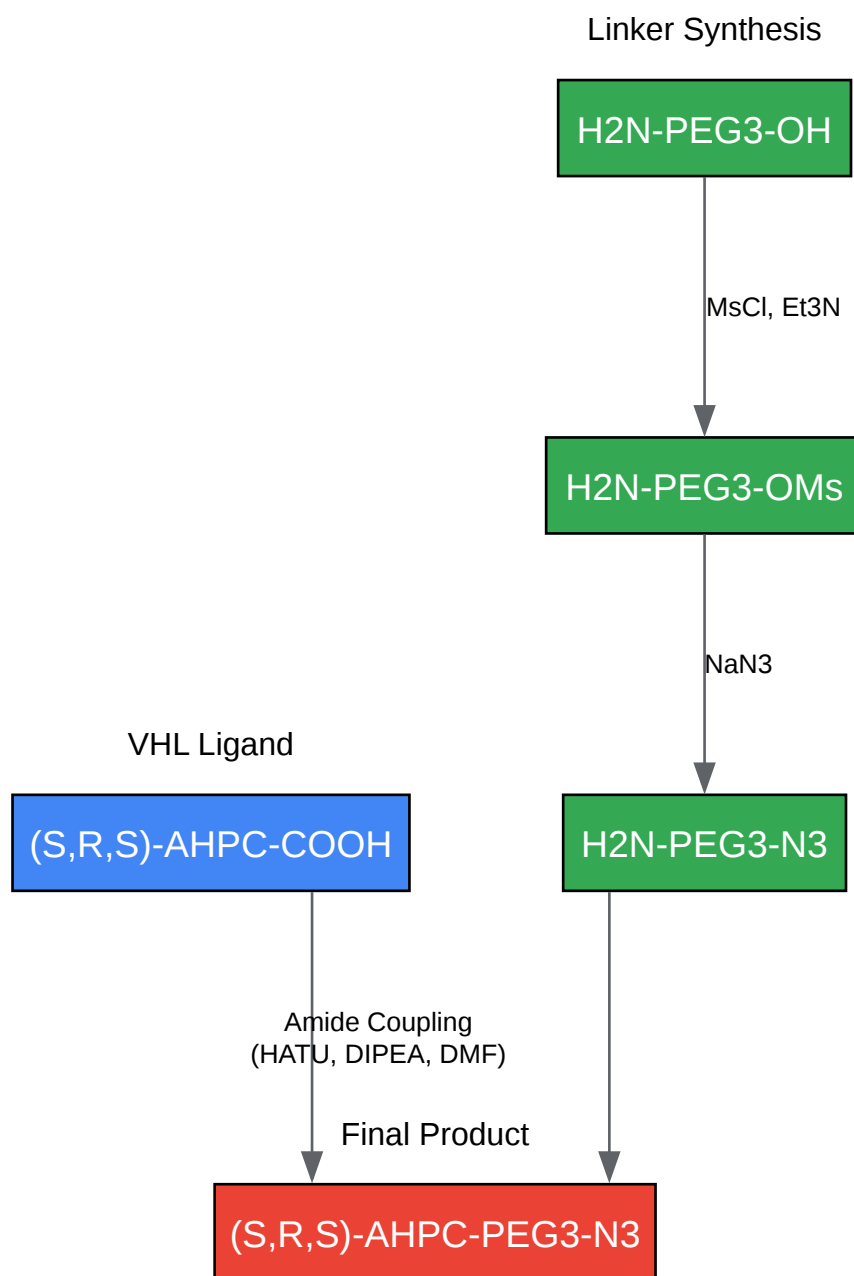 Linker Synthesis
H2N-PEG3-OH
MsCl, Et3N
H2N-PEG3-OMs
NaN3
VHL Ligand
(S,R,S)-AHPC-COOH
H2N-PEG3-N3
Amide Coupling
(HATU, DIPEA, DMF)
Final Product
(S,R,S)-AHPC-PEG3-N3